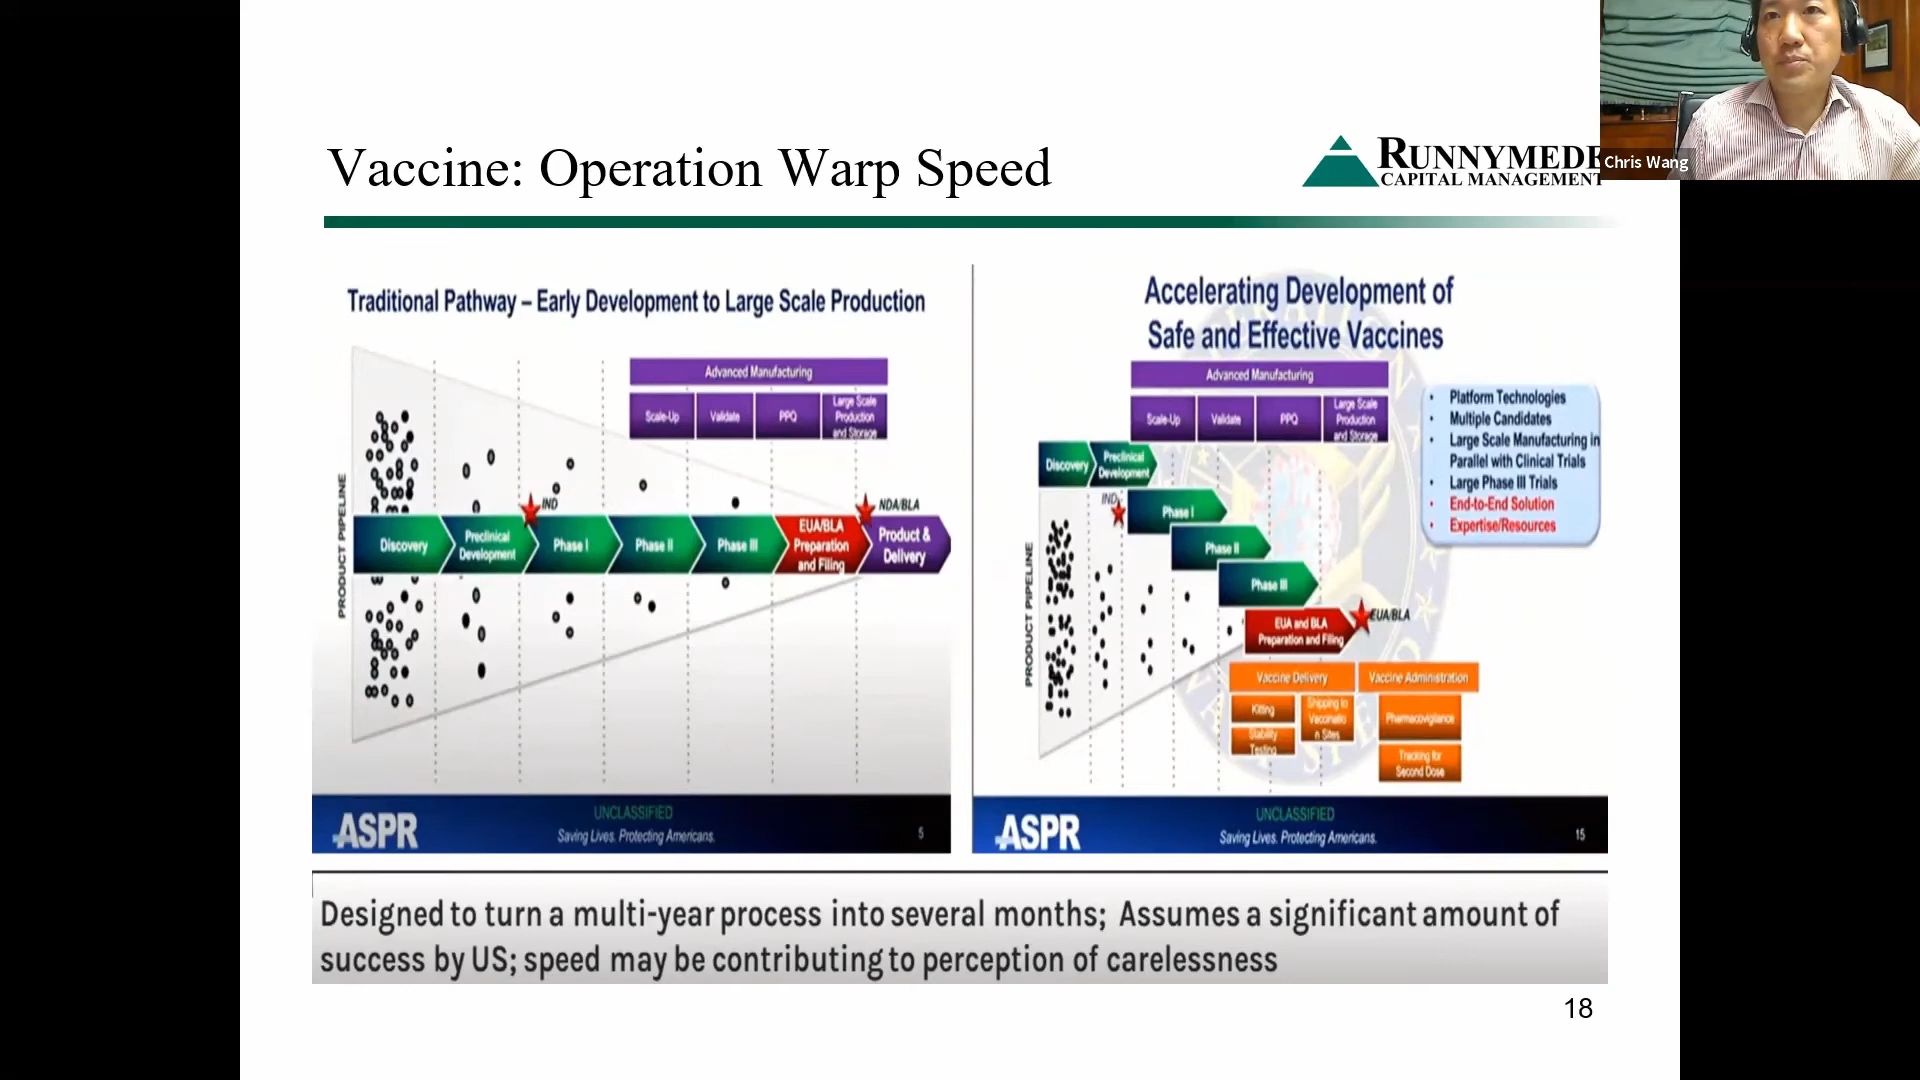 Vaccine: Operation Warp Speed
RUNNYMEDE
CAPITAL MANAGEMENT
Chris Wang
Traditional Pathway – Early Development to Large Scale Production
Advanced Manufacturing
Scale-Up
Validate
PPQ
Large Scale
Production
and Storage
PRODUCT PIPELINE
IND
NDA/BLA
Discovery
Preclinical
Development
Phase I
Phase II
Phase III
EUA/BLA
Preparation
and Filing
Product &
Delivery
ASPR
UNCLASSIFIED
Saving Lives. Protecting Americans.
5
Accelerating Development of
Safe and Effective Vaccines
Advanced Manufacturing
Scale-Up
Validate
PPQ
Large Scale
Production
and Storage
Discovery
Preclinical
Development
IND
Phase I
Phase II
Phase III
EUA and BLA
Preparation and Filing
EUA/BLA
PRODUCT PIPELINE
Vaccine Delivery
Kitting
Stability
Testing
Shipping to
Vaccinatio
n Sites
Vaccine Administration
Pharmacovigilance
Tracking for
Second Dose
• Platform Technologies
• Multiple Candidates
• Large Scale Manufacturing in
Parallel with Clinical Trials
• Large Phase III Trials
• End-to-End Solution
• Expertise/Resources
ASPR
UNCLASSIFIED
Saving Lives. Protecting Americans.
15
Designed to turn a multi-year process into several months; Assumes a significant amount of
success by US; speed may be contributing to perception of carelessness
18